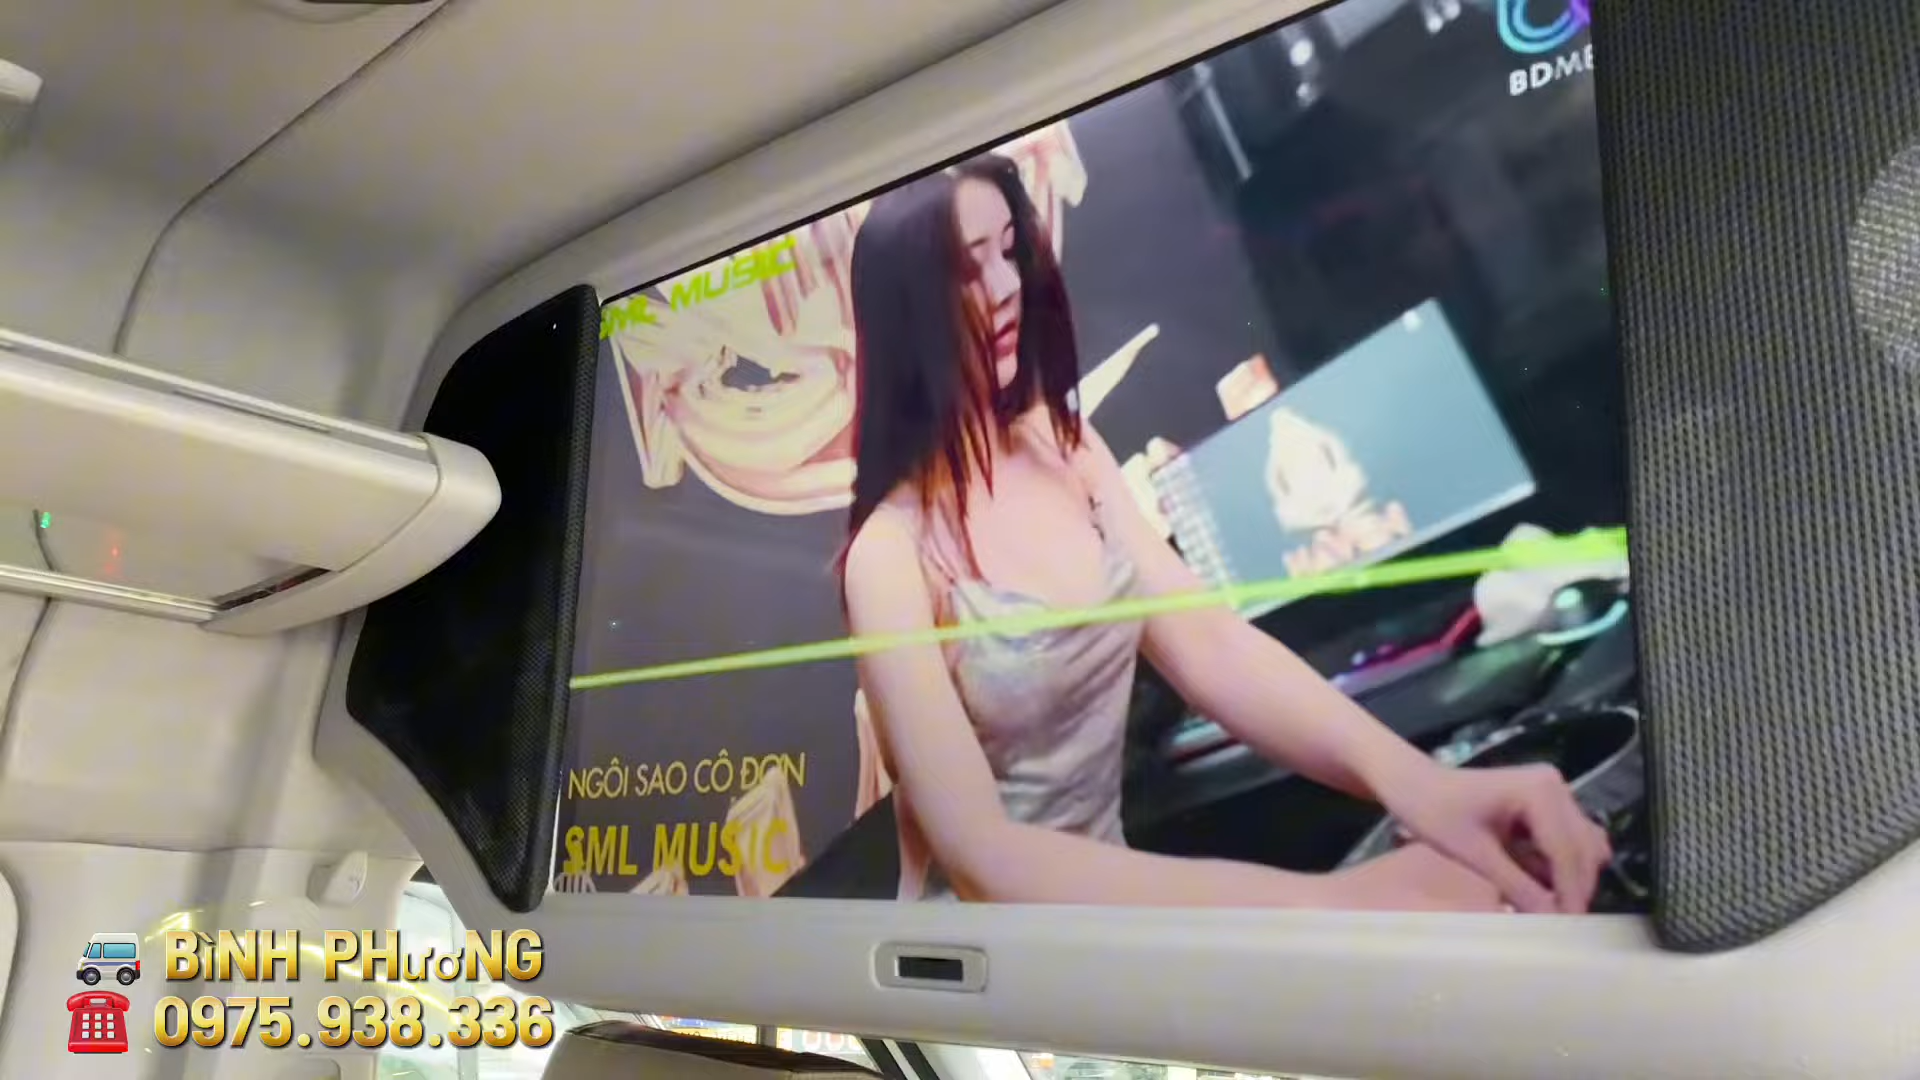 BDME
SML MUSIC
NGÔI SAO CÔ ĐƠN
SML MUSIC
BÌNH PHƯƠNG
0975.938.336